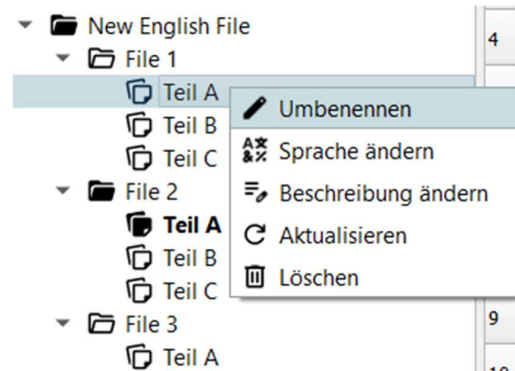 New English File
4
File 1
Teil A
Umbenennen
Teil B
Sprache ändern
Teil C
Beschreibung ändern
File 2
Teil A
Aktualisieren
Teil B
Löschen
Teil C
File 3
9
Teil A